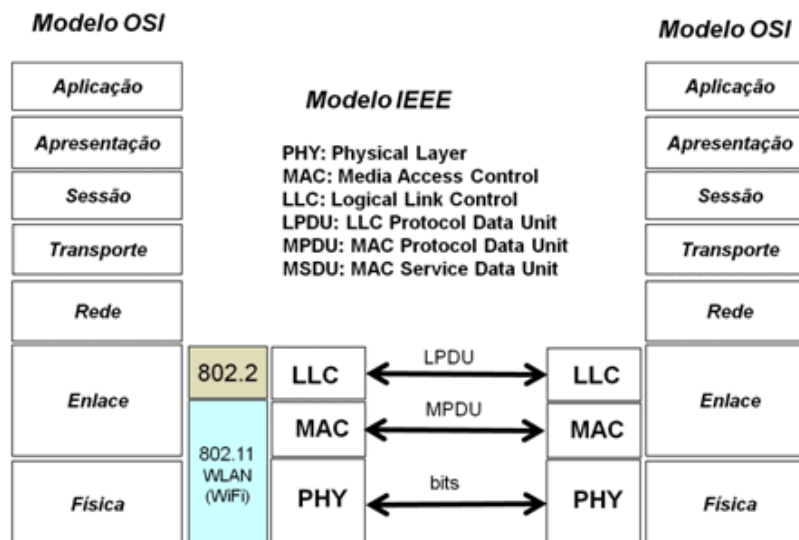 Modelo OSI
Modelo OSI
Aplicação
Apresentação
Sessão
Transporte
Rede
Enlace
Física
Modelo IEEE
PHY: Physical Layer
MAC: Media Access Control
LLC: Logical Link Control
LPDU: LLC Protocol Data Unit
MPDU: MAC Protocol Data Unit
MSDU: MAC Service Data Unit
802.2
802.11
WLAN
(WiFi)
LLC
MAC
PHY
LPDU
MPDU
bits
LLC
MAC
PHY
Aplicação
Apresentação
Sessão
Transporte
Rede
Enlace
Física